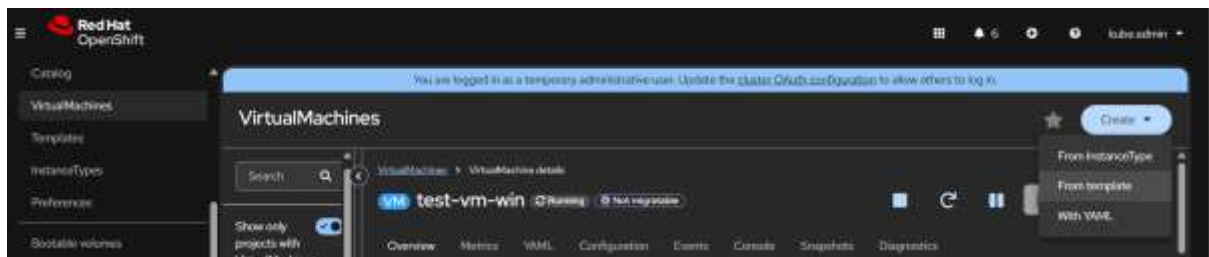 Red Hat
OpenShift
6
kube:admin
Catalog
You are logged in as a temporary administrative user. Update the cluster OAuth configuration to allow others to log in.
VirtualMachines
VirtualMachines
Create
Templates
InstanceTypes
Search
VirtualMachines > VirtualMachine details
From InstanceType
Preferences
VM test-vm-win Running Not migratable
From template
Show only
projects with
With YAML
Bootable volumes
Overview Metrics YAML Configuration Events Console Snapshots Diagnostics